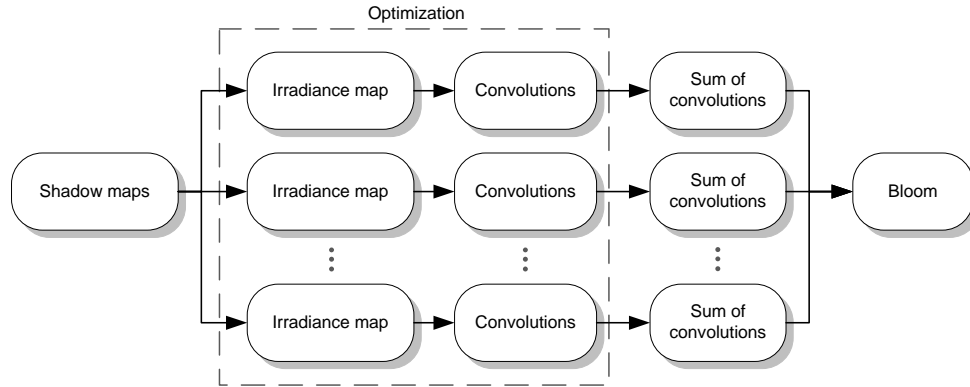 Optimization
Irradiance map
Convolutions
Sum of
convolutions
Shadow maps
Irradiance map
Convolutions
Sum of
convolutions
Bloom
Irradiance map
Convolutions
Sum of
convolutions